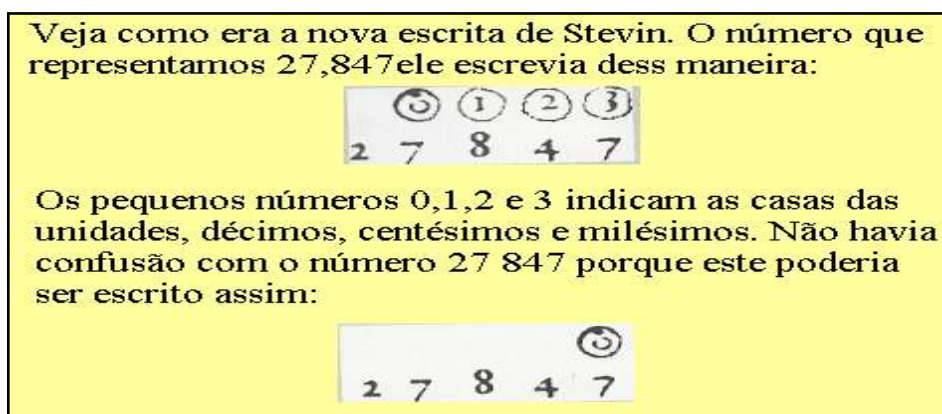 Veja como era a nova escrita de Stevin. O número que
representamos 27,847ele escrevia dess maneira:
0 1 2 3
2 7 8 4 7
Os pequenos números 0,1,2 e 3 indicam as casas das
unidades, décimos, centésimos e milésimos. Não havia
confusão com o número 27 847 porque este poderia
ser escrito assim:
0
2 7 8 4 7